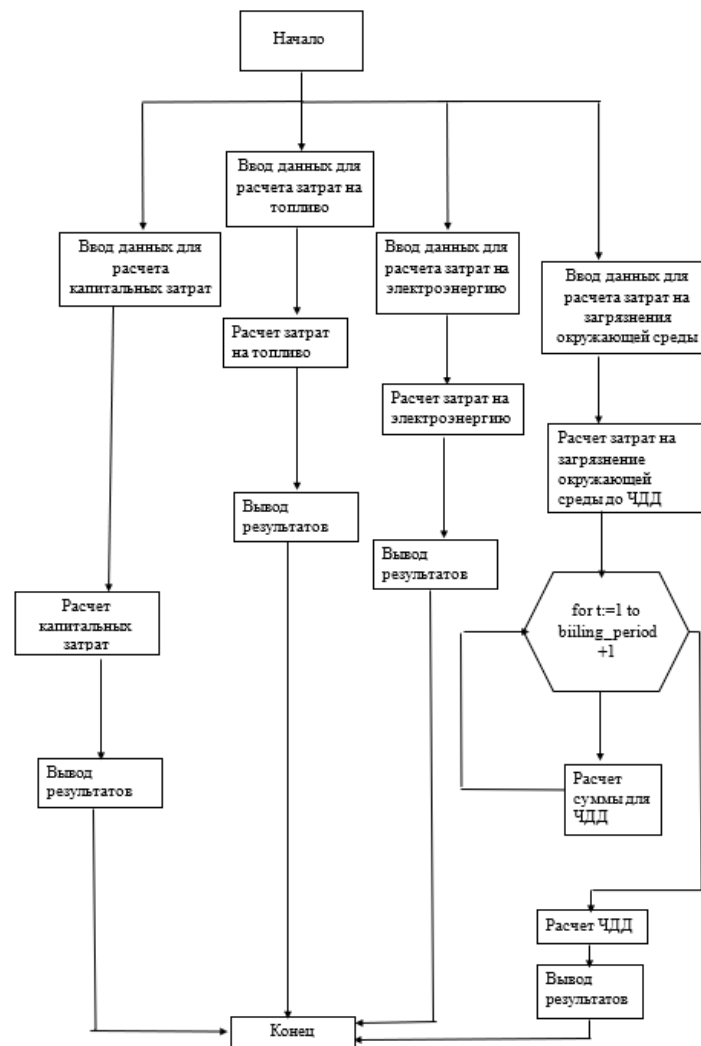 Начало
Ввод данных для
расчета затрат на
топливо
Ввод данных для
расчета
капитальных затрат
Ввод данных для
расчета затрат на
электроэнергию
Ввод данных для
расчета затрат на
загрязнения
окружающей среды
Расчет затрат
на топливо
Расчет затрат на
электроэнергию
Расчет затрат на
загрязнение
окружающей
среды до ЧДД
Вывод
результатов
Вывод
результатов
Расчет
капитальных
затрат
for t:=1 to
biiling_period
+1
Вывод
результатов
Расчет
суммы для
ЧДД
Расчет ЧДД
Вывод
результатов
Конец